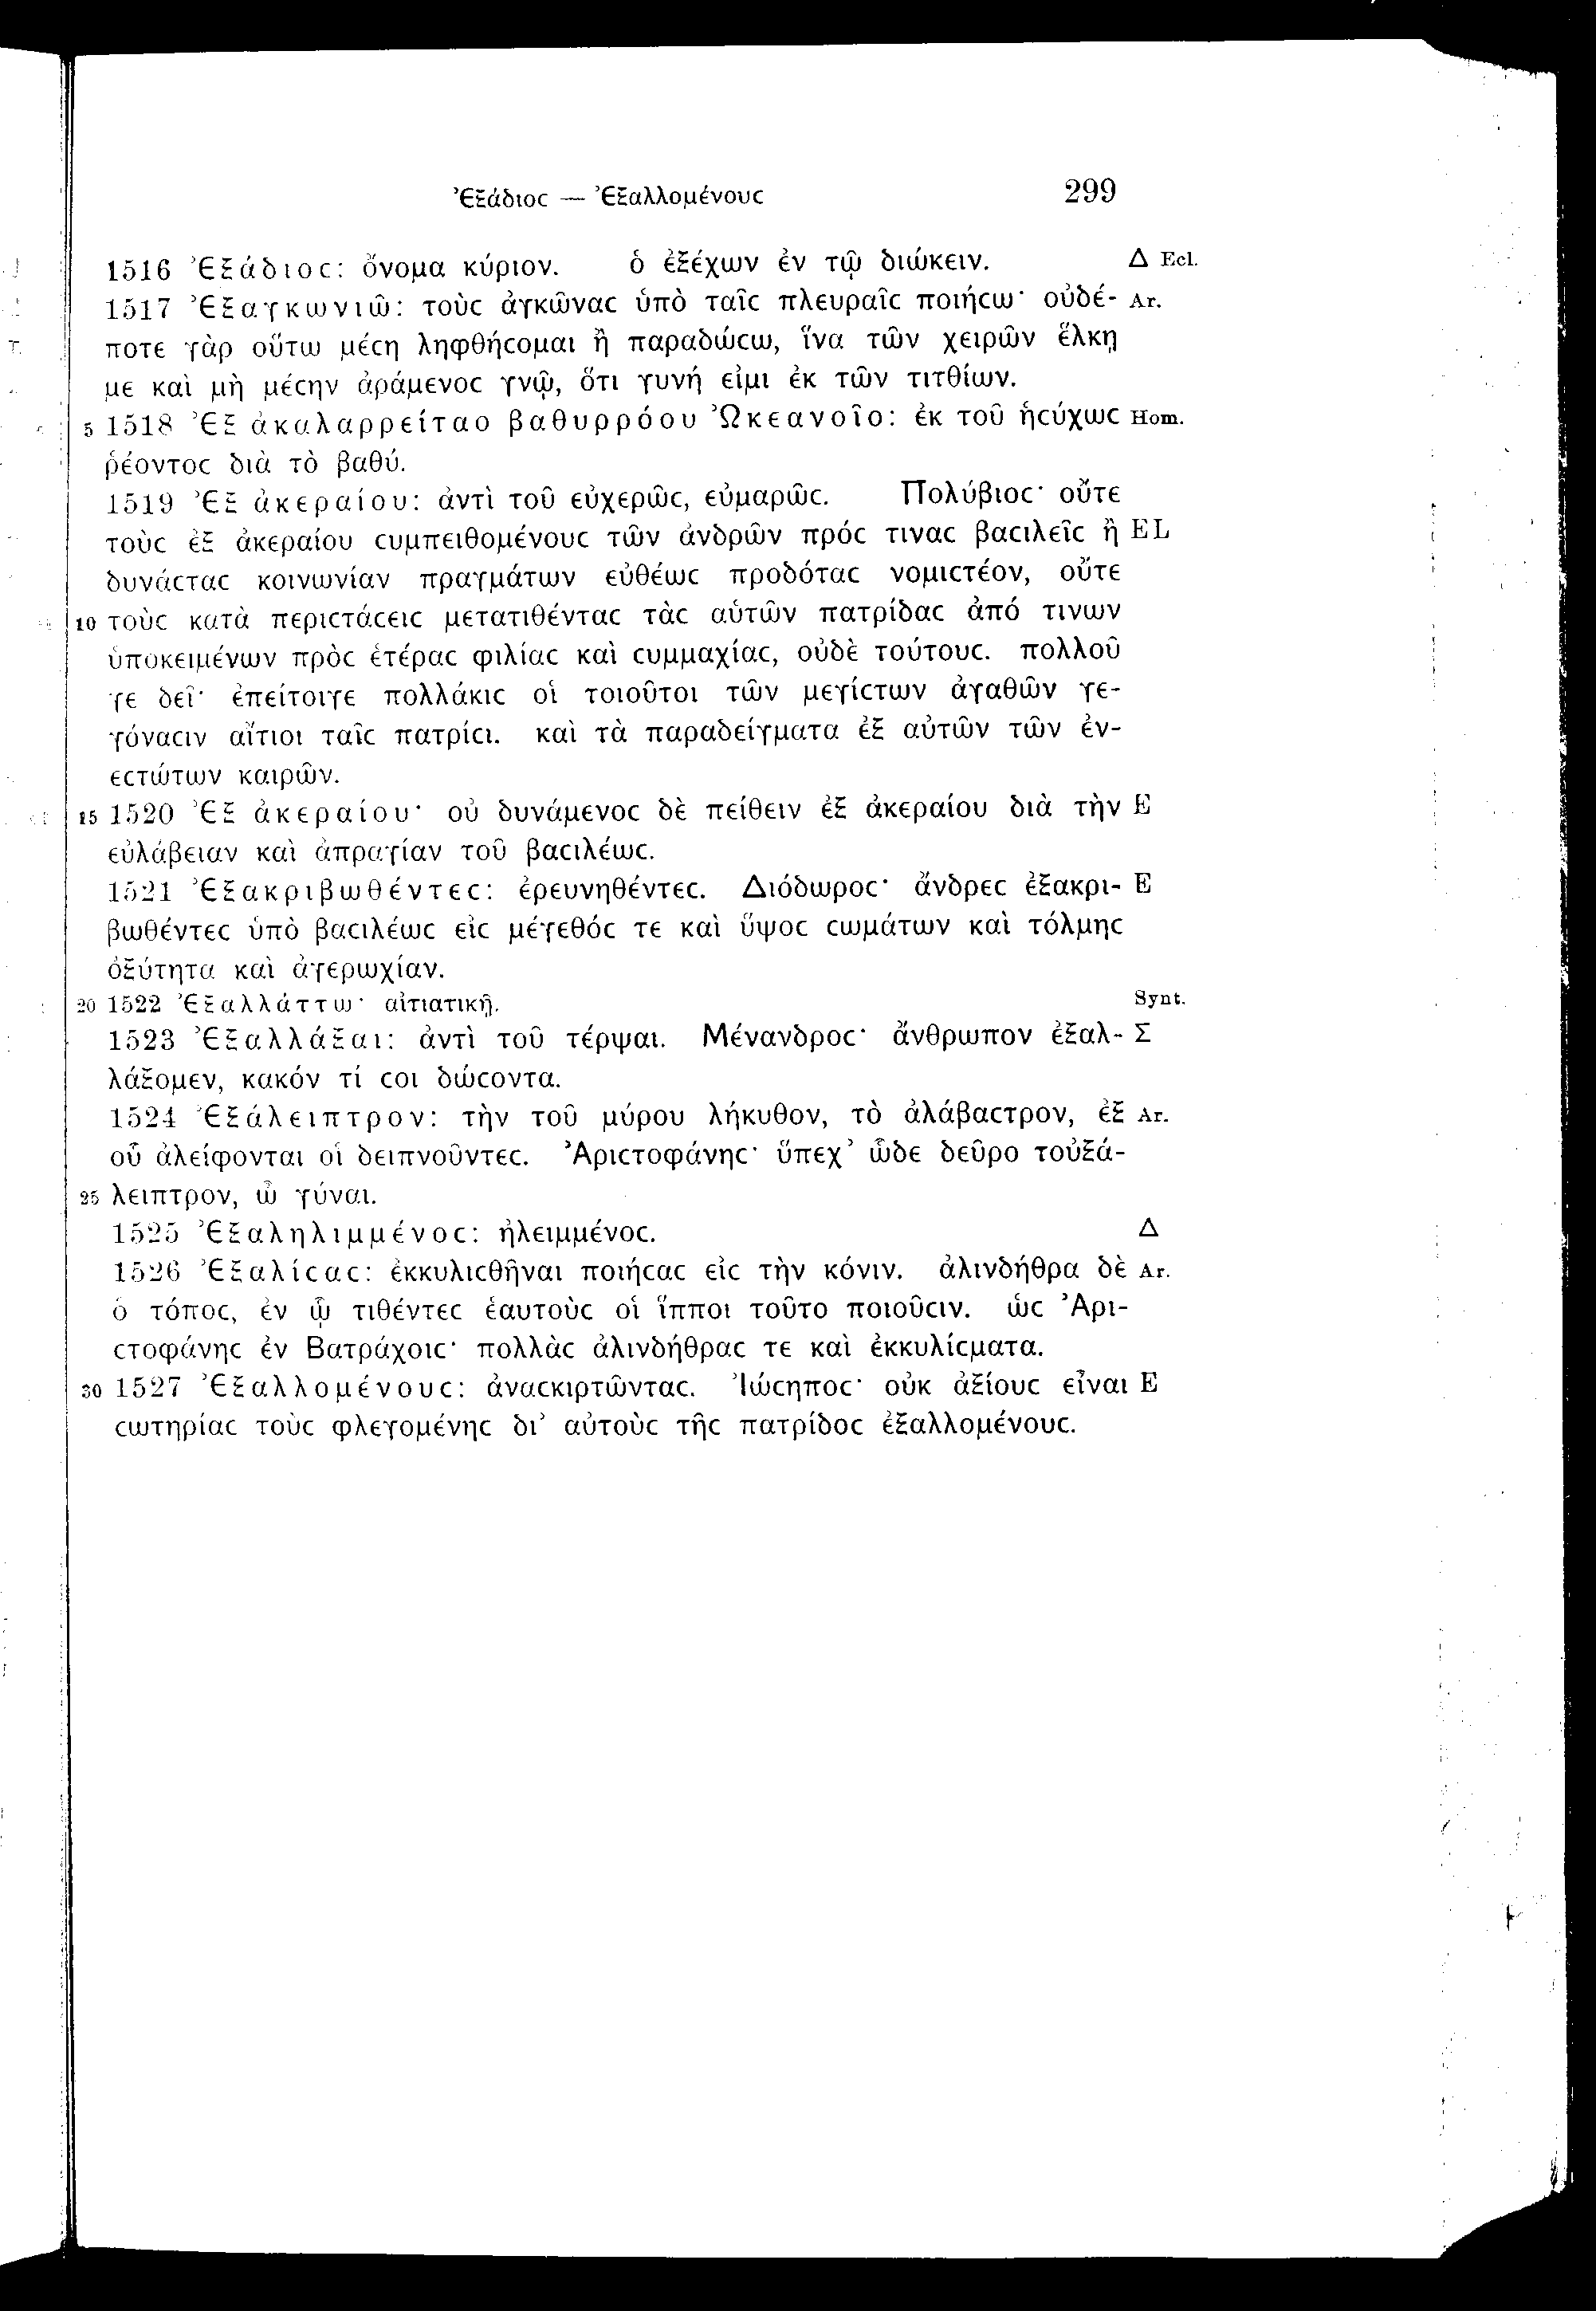 Ἐξάδιοϲ — Ἐξαλλομένουϲ 299
1516 Ἐξάδιοϲ: ὄνομα κύριον. ὁ ἐξέχων ἐν τῷ διώκειν. Δ Ecl.
1517 Ἐξαγκωνιῶ: τοὺϲ ἀγκῶναϲ ὑπὸ ταῖϲ πλευραῖϲ ποιήϲω· οὐδέ- Ar.
ποτε γὰρ οὕτω μέϲη ληφθήϲομαι ἢ παραδώϲω, ἵνα τῶν χειρῶν ἕλκῃ
με καὶ μὴ μέϲην ἀράμενοϲ γνῷ, ὅτι γυνή εἰμι ἐκ τῶν τιτθίων.
5 1518 Ἐξ ἀκαλαρρείταο βαθυρρόου Ὠκεανοῖο: ἐκ τοῦ ἡϲύχωϲ Hom.
ῥέοντοϲ διὰ τὸ βαθύ.
1519 Ἐξ ἀκεραίου: ἀντὶ τοῦ εὐχερῶϲ, εὐμαρῶϲ. Πολύβιοϲ· οὔτε
τοὺϲ ἐξ ἀκεραίου ϲυμπειθομένουϲ τῶν ἀνδρῶν πρόϲ τιναϲ βαϲιλεῖϲ ἢ EL
δυνάϲταϲ κοινωνίαν πραγμάτων εὐθέωϲ προδόταϲ νομιϲτέον, οὔτε
10 τοὺϲ κατὰ περιϲτάϲειϲ μετατιθένταϲ τὰϲ αὑτῶν πατρίδαϲ ἀπό τινων
ὑποκειμένων πρὸϲ ἑτέραϲ φιλίαϲ καὶ ϲυμμαχίαϲ, οὐδὲ τούτουϲ. πολλοῦ
γε δεῖ· ἐπείτοιγε πολλάκιϲ οἱ τοιοῦτοι τῶν μεγίϲτων ἀγαθῶν γε-
γόναϲιν αἴτιοι ταῖϲ πατρίϲι. καὶ τὰ παραδείγματα ἐξ αὐτῶν τῶν ἐν-
εϲτώτων καιρῶν.
15 1520 Ἐξ ἀκεραίου· οὐ δυνάμενοϲ δὲ πείθειν ἐξ ἀκεραίου διὰ τὴν E
εὐλάβειαν καὶ ἀπραγίαν τοῦ βαϲιλέωϲ.
1521 Ἐξακριβωθέντεϲ: ἐρευνηθέντεϲ. Διόδωροϲ· ἄνδρεϲ ἐξακρι- E
βωθέντεϲ ὑπὸ βαϲιλέωϲ εἰϲ μέγεθόϲ τε καὶ ὕψοϲ ϲωμάτων καὶ τόλμηϲ
ὀξύτητα καὶ ἀγερωχίαν.
20 1522 Ἐξαλλάττω· αἰτιατικῇ. Synt.
1523 Ἐξαλλάξαι: ἀντὶ τοῦ τέρψαι. Μένανδροϲ· ἄνθρωπον ἐξαλ- Σ
λάξομεν, κακόν τί ϲοι δώϲοντα.
1524 Ἐξάλειπτρον: τὴν τοῦ μύρου λήκυθον, τὸ ἀλάβαϲτρον, ἐξ Ar.
οὗ ἀλείφονται οἱ δειπνοῦντεϲ. Ἀριϲτοφάνηϲ· ὕπεχ’ ὧδε δεῦρο τοὐξά-
25 λειπτρον, ὦ γύναι.
1525 Ἐξαληλιμμένοϲ: ἠλειμμένοϲ. Δ
1526 Ἐξαλίϲαϲ: ἐκκυλιϲθῆναι ποιήϲαϲ εἰϲ τὴν κόνιν. ἀλινδήθρα δὲ Ar.
ὁ τόποϲ, ἐν ᾧ τιθέντεϲ ἑαυτοὺϲ οἱ ἵπποι τοῦτο ποιοῦϲιν. ὡϲ Ἀρι-
ϲτοφάνηϲ ἐν Βατράχοιϲ· πολλὰϲ ἀλινδήθραϲ τε καὶ ἐκκυλίϲματα.
30 1527 Ἐξαλλομένουϲ: ἀναϲκιρτῶνταϲ. Ἰώϲηποϲ· οὐκ ἀξίουϲ εἶναι E
ϲωτηρίαϲ τοὺϲ φλεγομένηϲ δι’ αὐτοὺϲ τῆϲ πατρίδοϲ ἐξαλλομένουϲ.